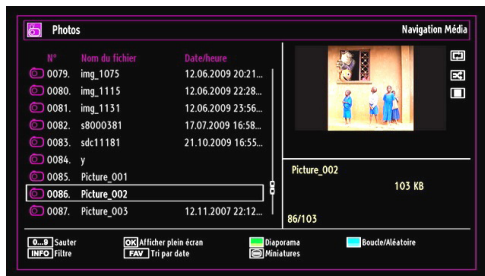 Photos
Navigation Média
N° Nom du fichier Date/heure
0079. img_1075 12.06.2009 20:21...
0080. img_1115 12.06.2009 22:28...
0081. img_1131 12.06.2009 23:56...
0082. s8000381 17.07.2009 16:58...
0083. sdc11181 21.10.2009 16:55...
0084. y
0085. Picture_001
0086. Picture_002
0087. Picture_003 12.11.2007 22:12...
Picture_002
103 KB
86/103
0...9 Sauter OK Afficher plein écran Diaporama Boucle/Aléatoire
INFO Filtre FAV Tri par date Miniatures